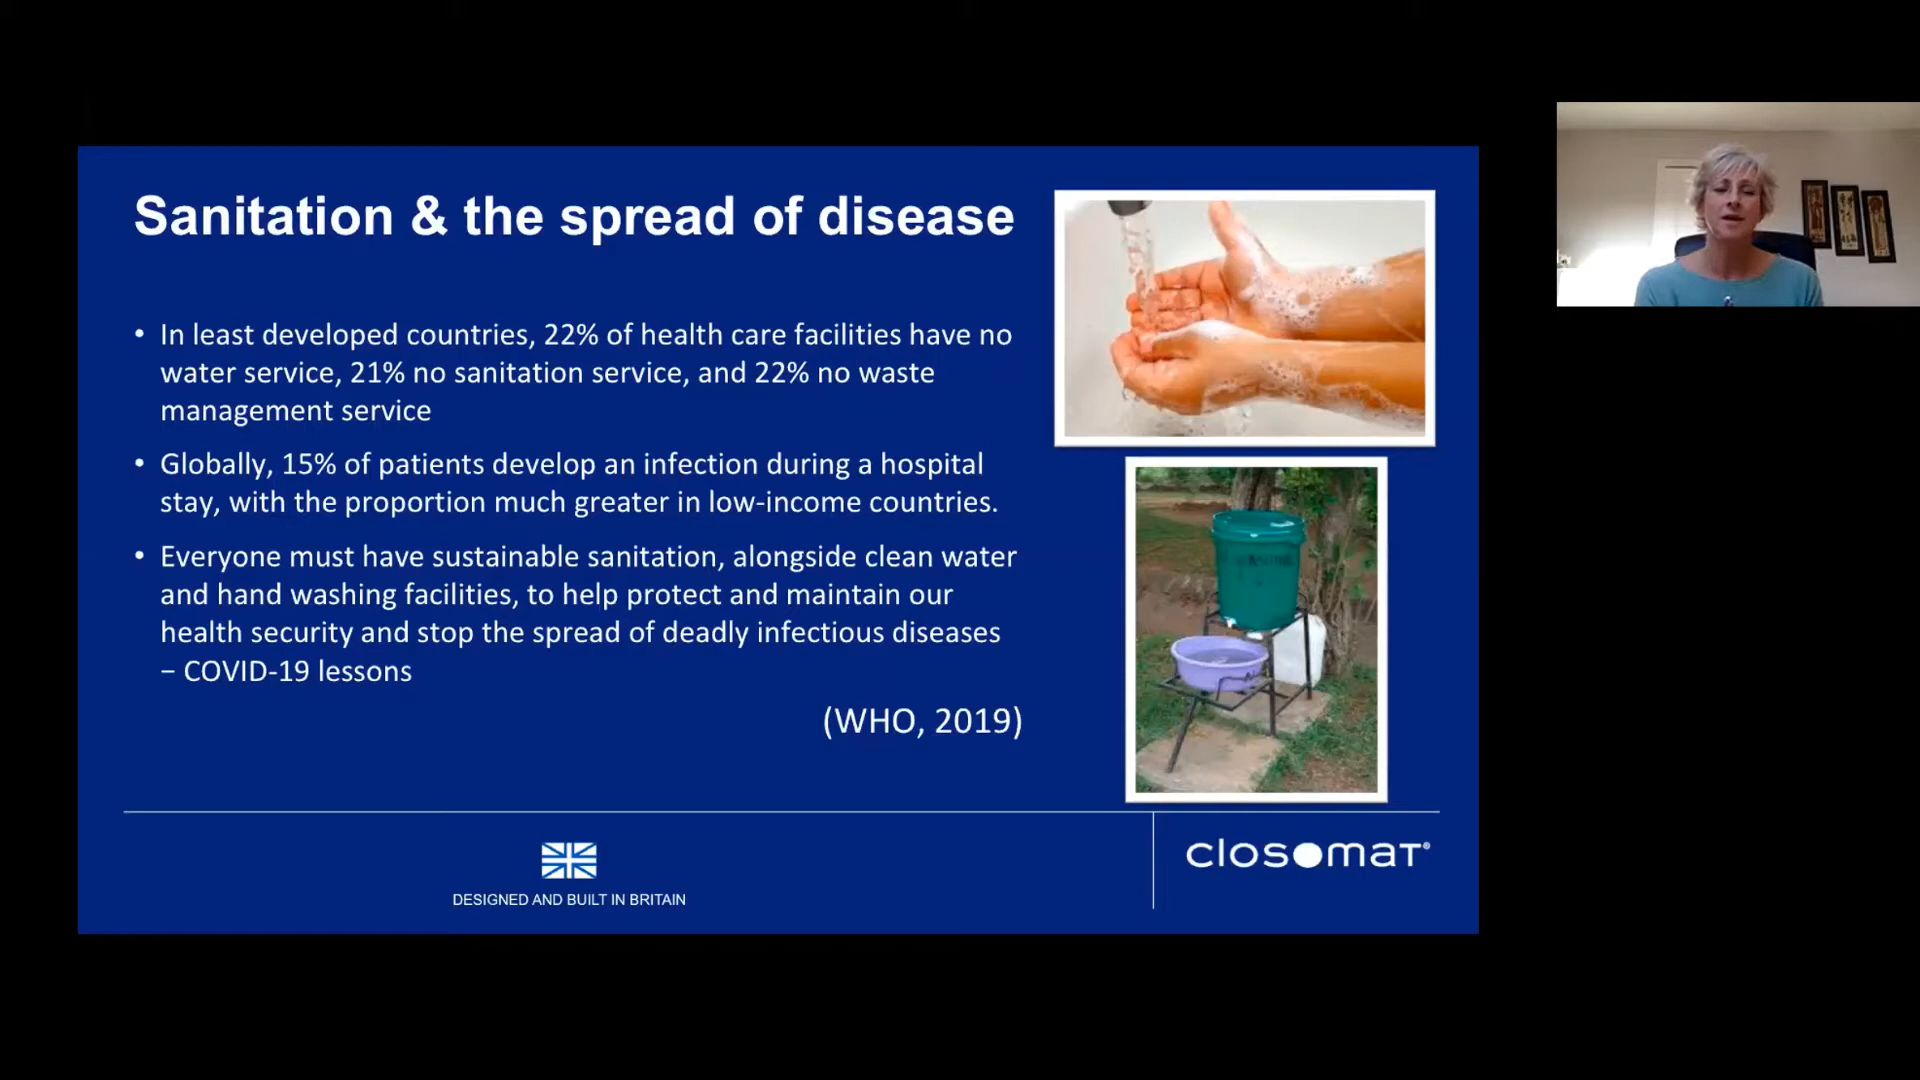 Sanitation & the spread of disease
• In least developed countries, 22% of health care facilities have no
water service, 21% no sanitation service, and 22% no waste
management service
• Globally, 15% of patients develop an infection during a hospital
stay, with the proportion much greater in low-income countries.
• Everyone must have sustainable sanitation, alongside clean water
and hand washing facilities, to help protect and maintain our
health security and stop the spread of deadly infectious diseases
– COVID-19 lessons
(WHO, 2019)
DESIGNED AND BUILT IN BRITAIN
closomat®